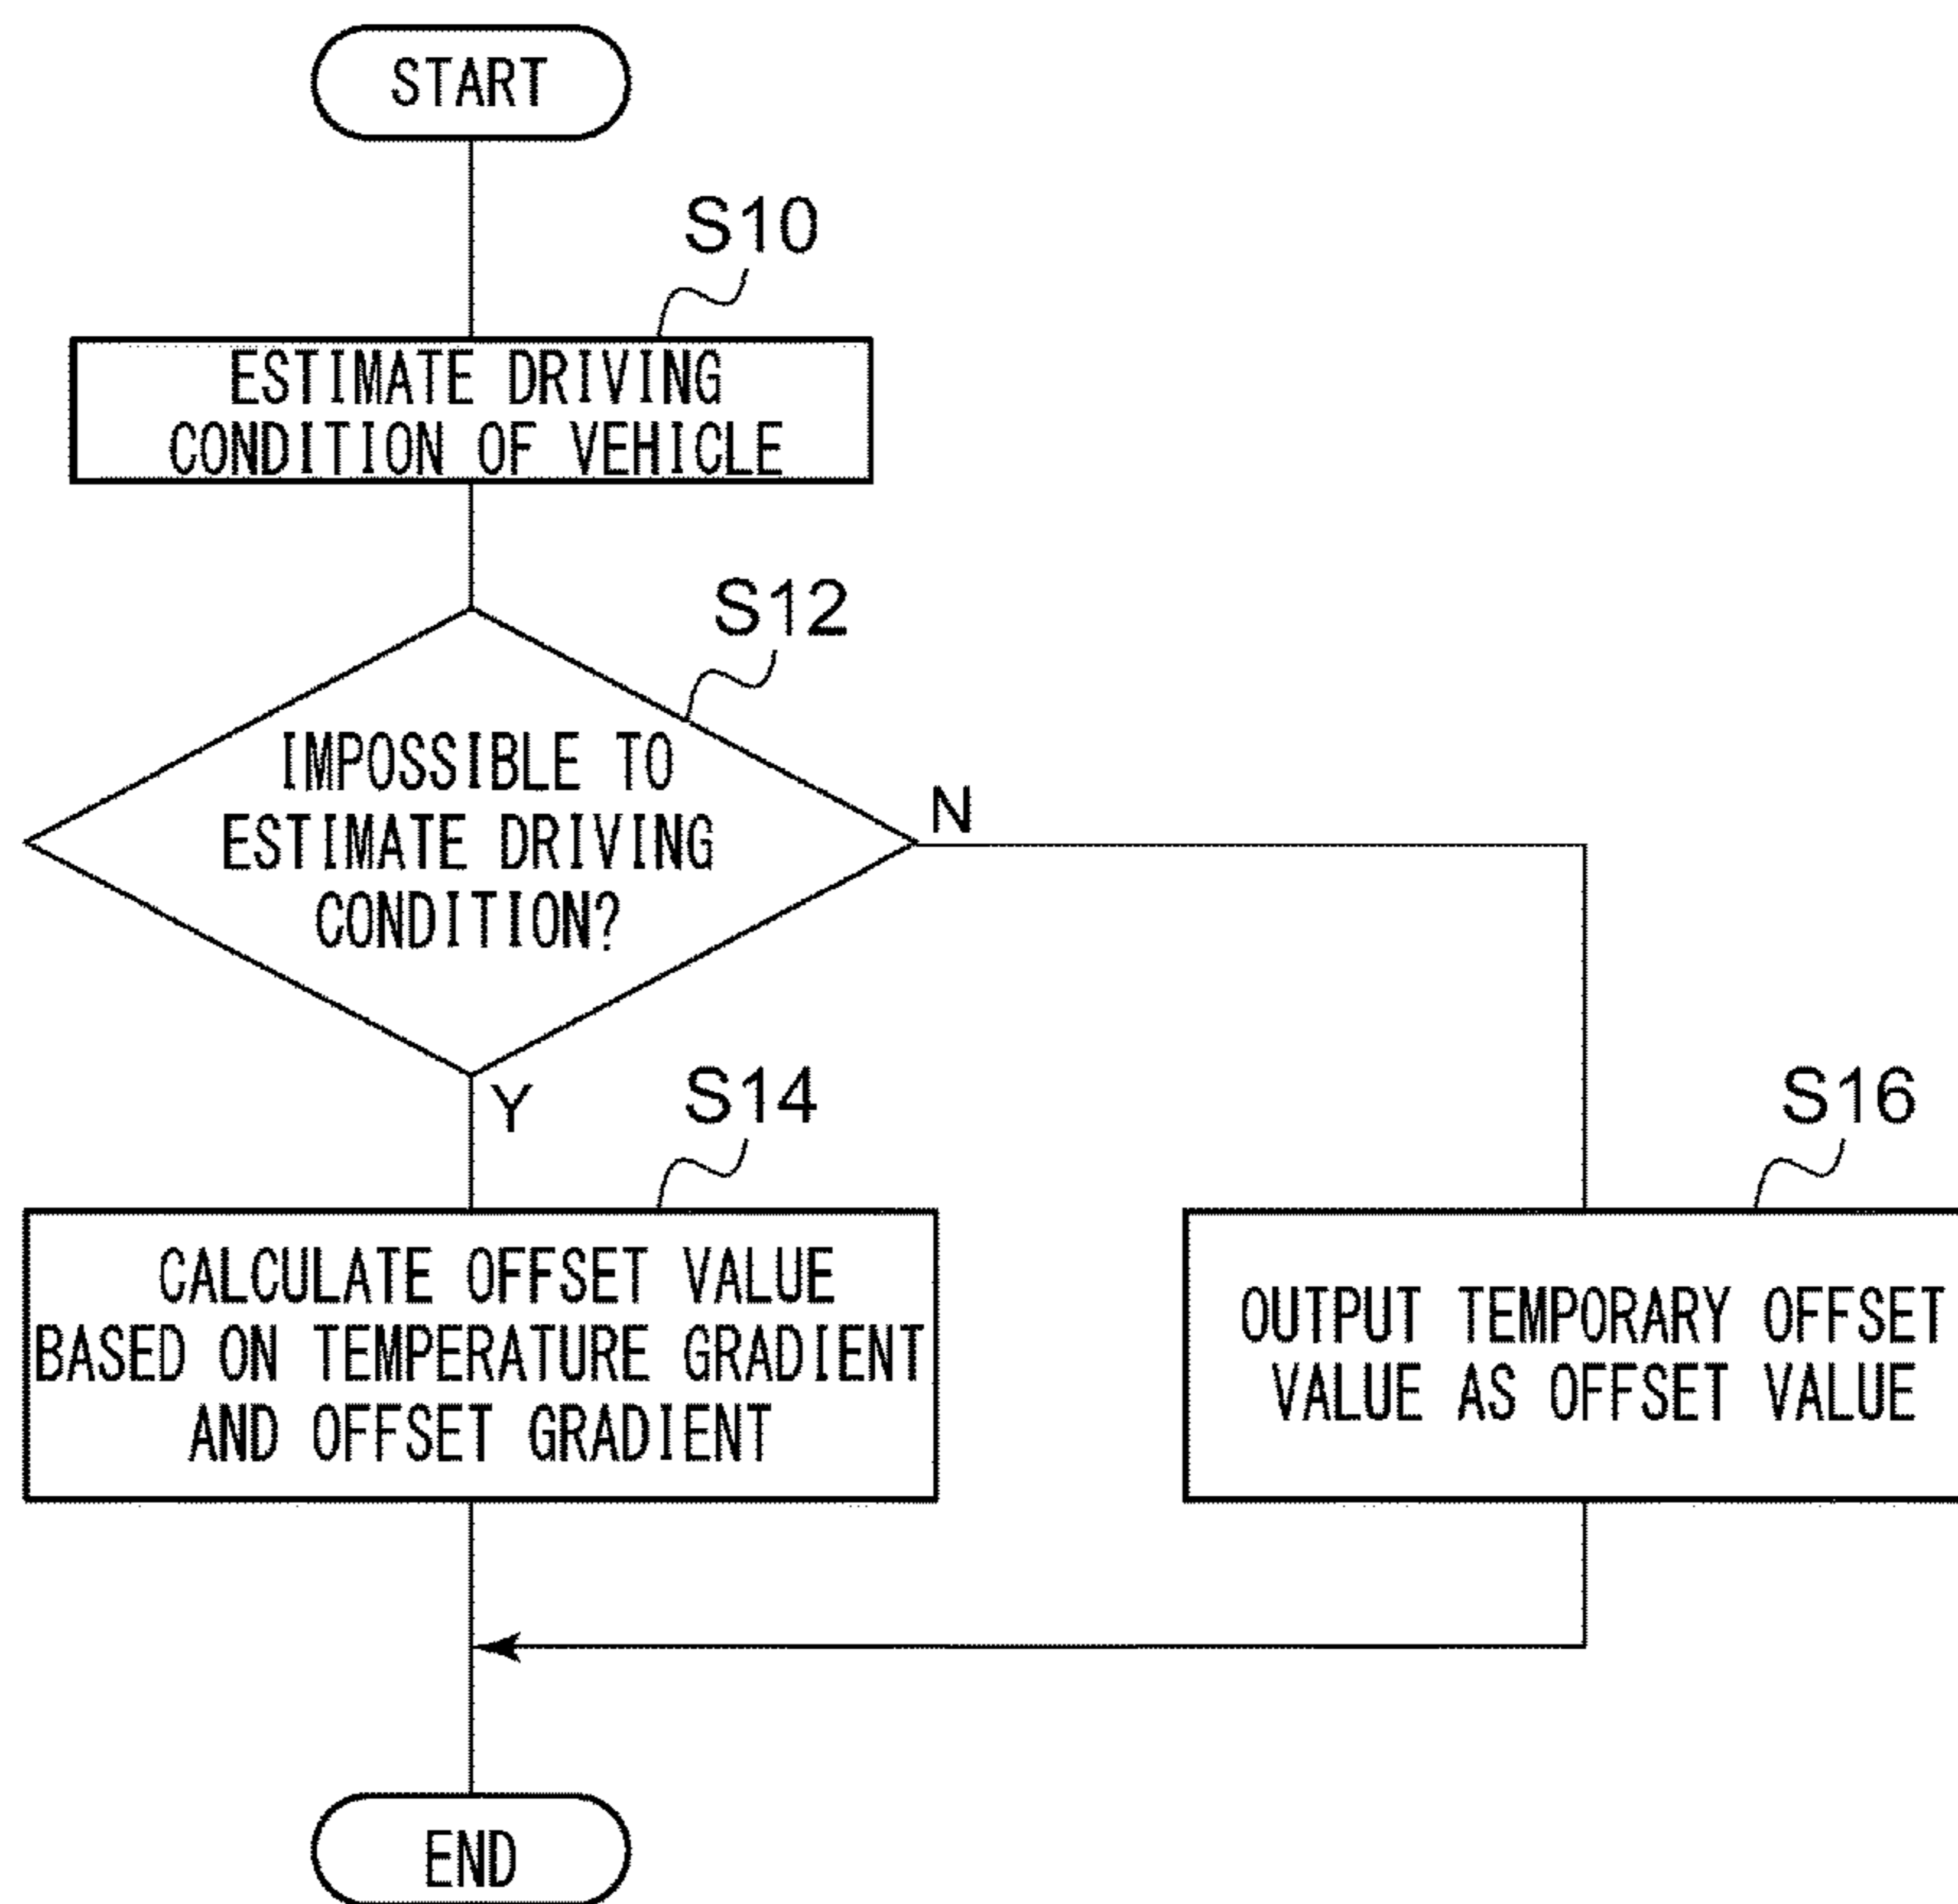 START
S10
ESTIMATE DRIVING
CONDITION OF VEHICLE
S12
IMPOSSIBLE TO
ESTIMATE DRIVING
CONDITION?
N
Y
S14
CALCULATE OFFSET VALUE
BASED ON TEMPERATURE GRADIENT
AND OFFSET GRADIENT
S16
OUTPUT TEMPORARY OFFSET
VALUE AS OFFSET VALUE
END